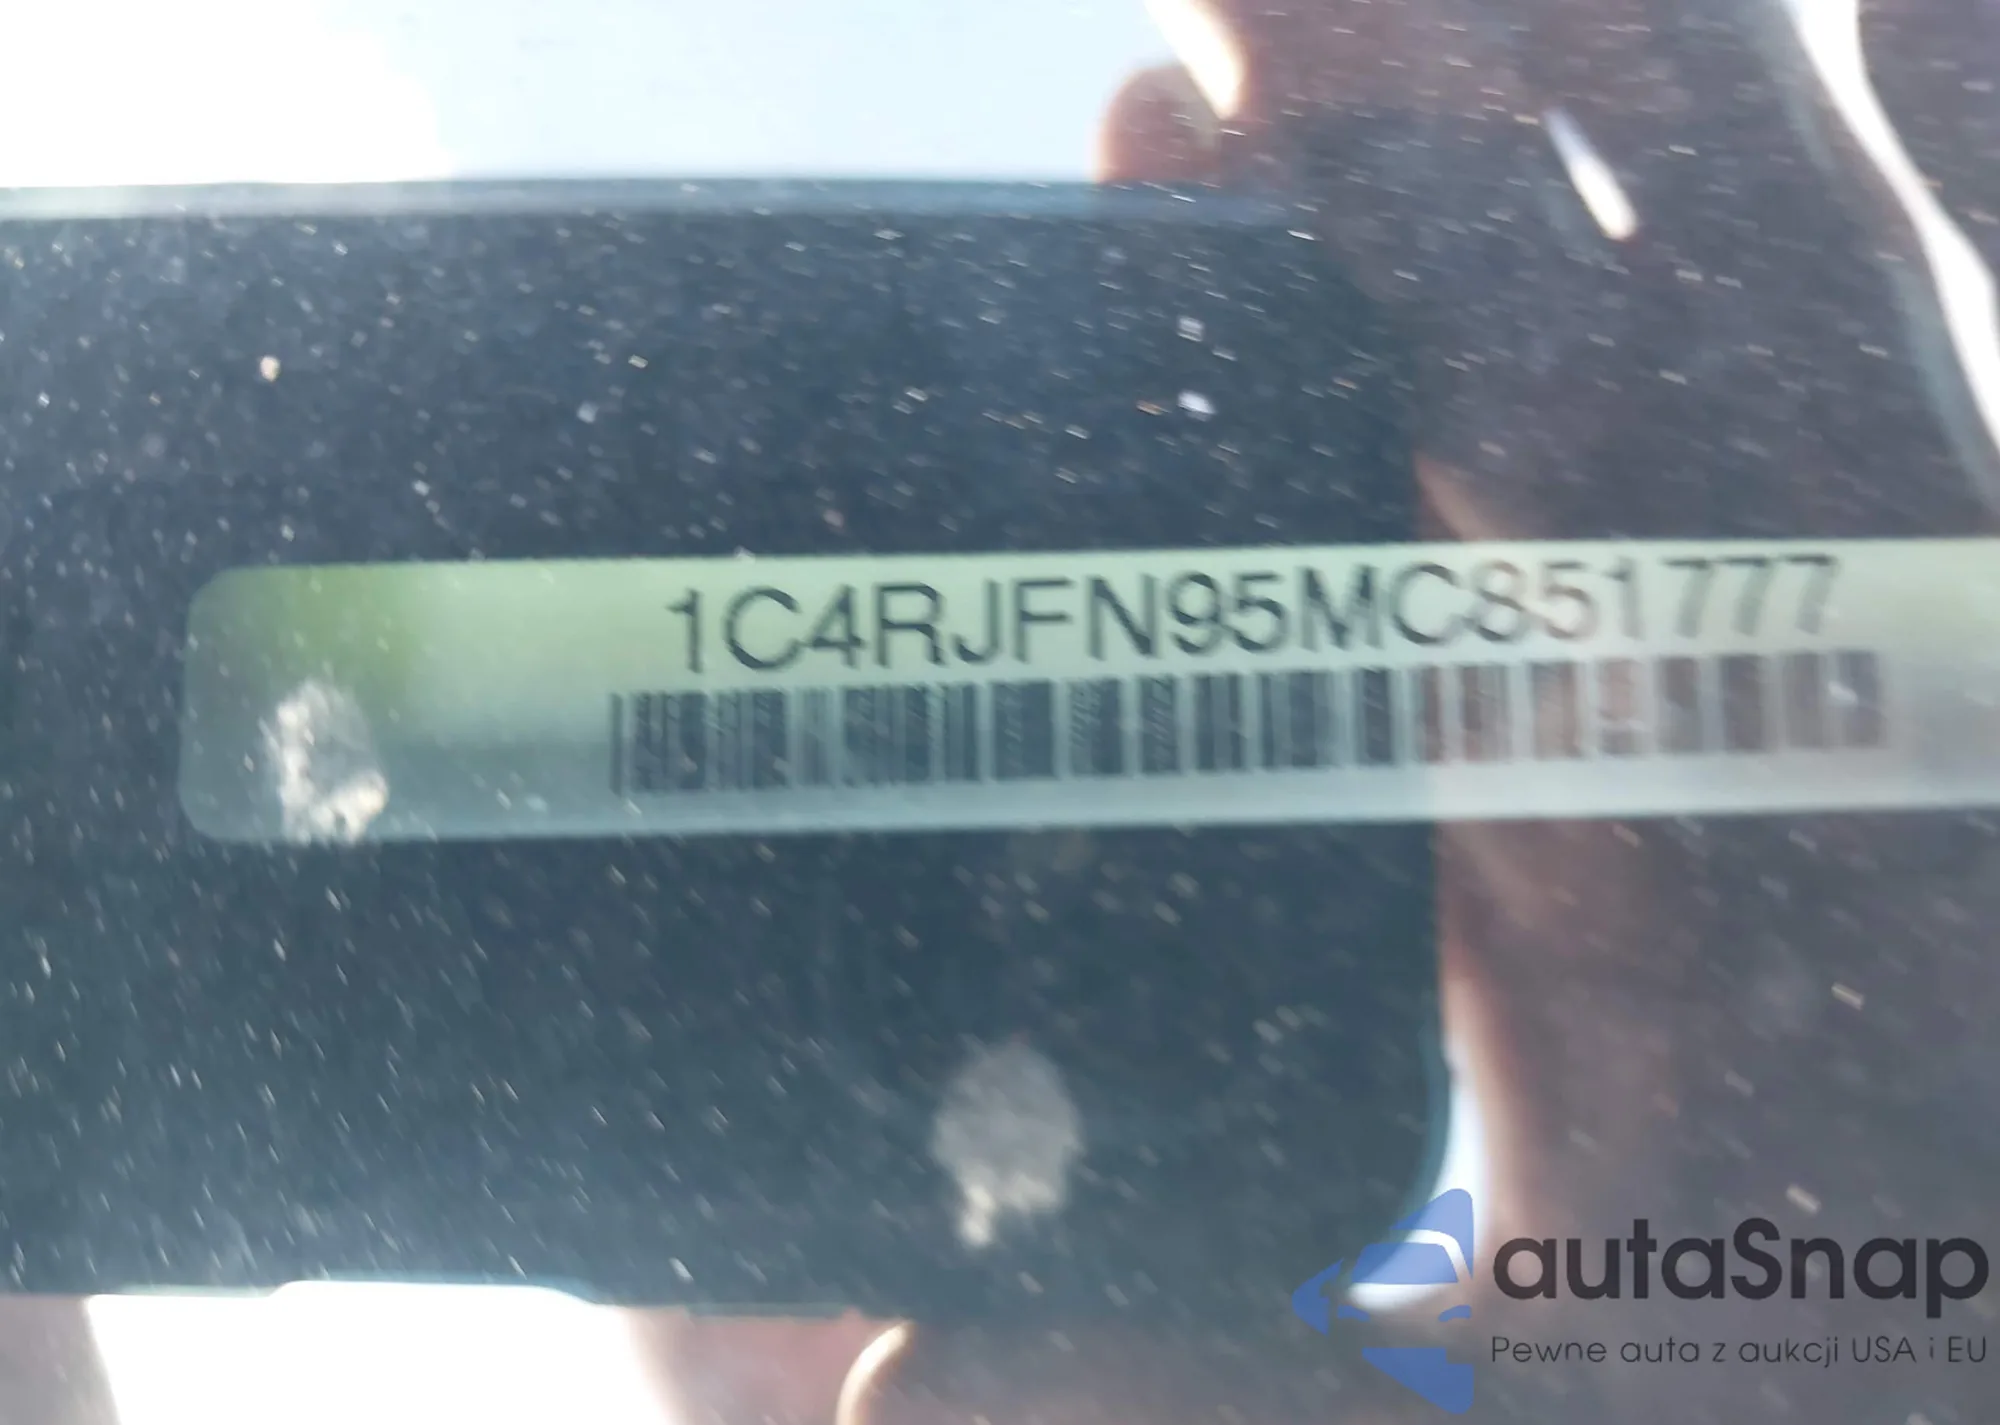 1C4RJFN95MC851777
autaSnap
Pewne auta z aukcji USA i EU